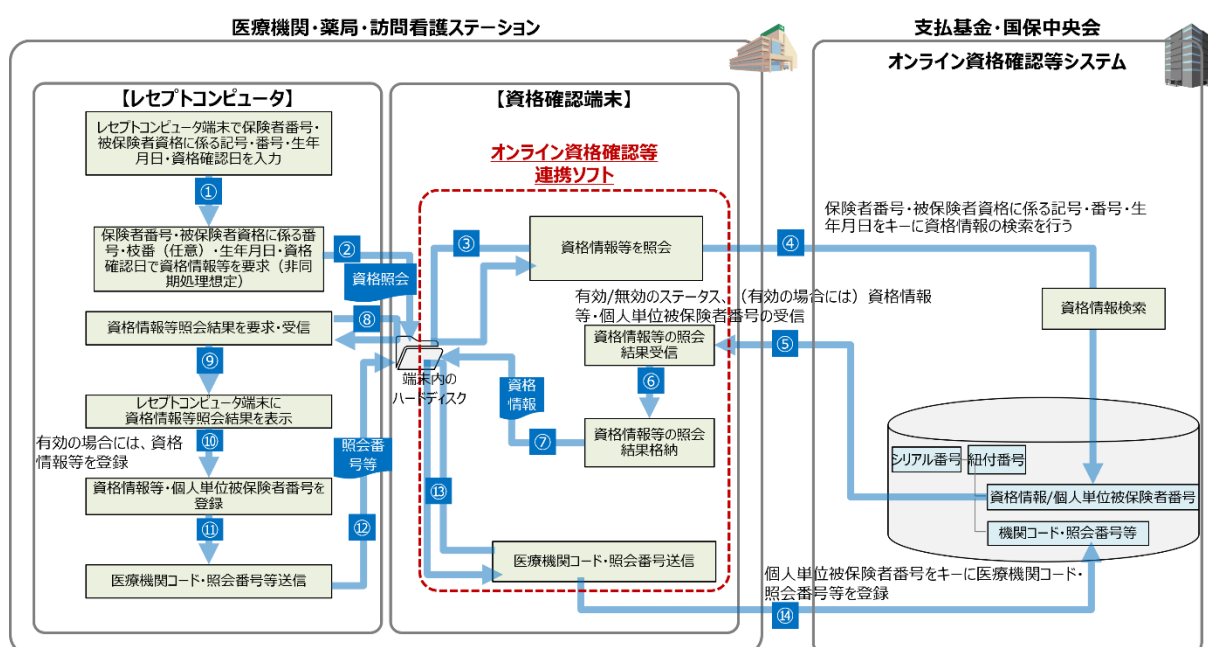 医療機関・薬局・訪問看護ステーション
支払基金・国保中央会
オンライン資格確認等システム
【レセプトコンピュータ】
レセプトコンピュータ端末で保険者番号・
被保険者資格に係る記号・番号・生年
月日・資格確認日を入力
①
保険者番号・被保険者資格に係る番
号・枝番（任意）・生年月日・資格
確認日で資格情報等を要求（非同
期処理想定）
②
資格照会
資格情報等照会結果を要求・受信
⑧
⑨
レセプトコンピュータ端末に
資格情報等照会結果を表示
⑩
有効の場合には、資格
情報等を登録
資格情報等・個人単位被保険者番号を
登録
⑪
医療機関コード・照会番号等送信
⑫
照会番
号等
【資格確認端末】
オンライン資格確認等
連携ソフト
③
資格情報等を照会
④
端末内の
ハードディスク
有効/無効のステータス、（有効の場合には）資格情報
等・個人単位被保険者番号の受信
資格情報等の照会
結果受信
⑤
⑥
資格
情報
⑦
資格情報等の照会
結果格納
⑬
医療機関コード・照会番号送信
保険者番号・被保険者資格に係る記号・番号・生
年月日をキーに資格情報の検索を行う
資格情報検索
シリアル番号
紐付番号
資格情報/個人単位被保険者番号
機関コード・照会番号等
個人単位被保険者番号をキーに医療機関コード・
照会番号等を登録
⑭